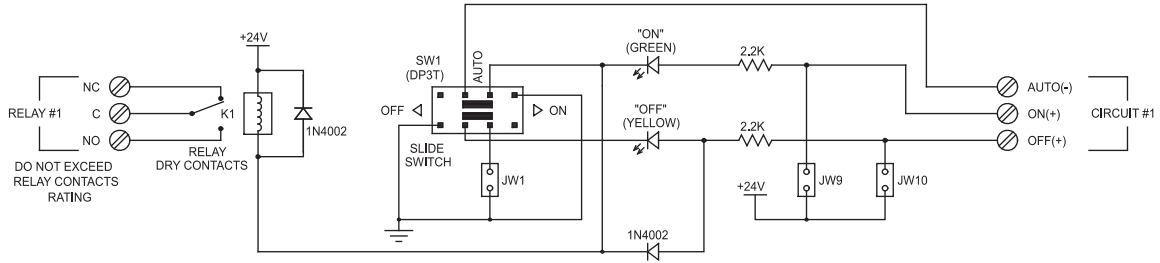 +24V
NC
RELAY #1
C
NO
K1
1N4002
DO NOT EXCEED
RELAY CONTACTS
RATING
RELAY
DRY CONTACTS
SW1
(DP3T)
AUTO
OFF
ON
SLIDE
SWITCH
JW1
"ON"
(GREEN)
2.2K
"OFF"
(YELLOW)
2.2K
+24V
JW9
JW10
1N4002
AUTO(-)
ON(+)
CIRCUIT #1
OFF(+)